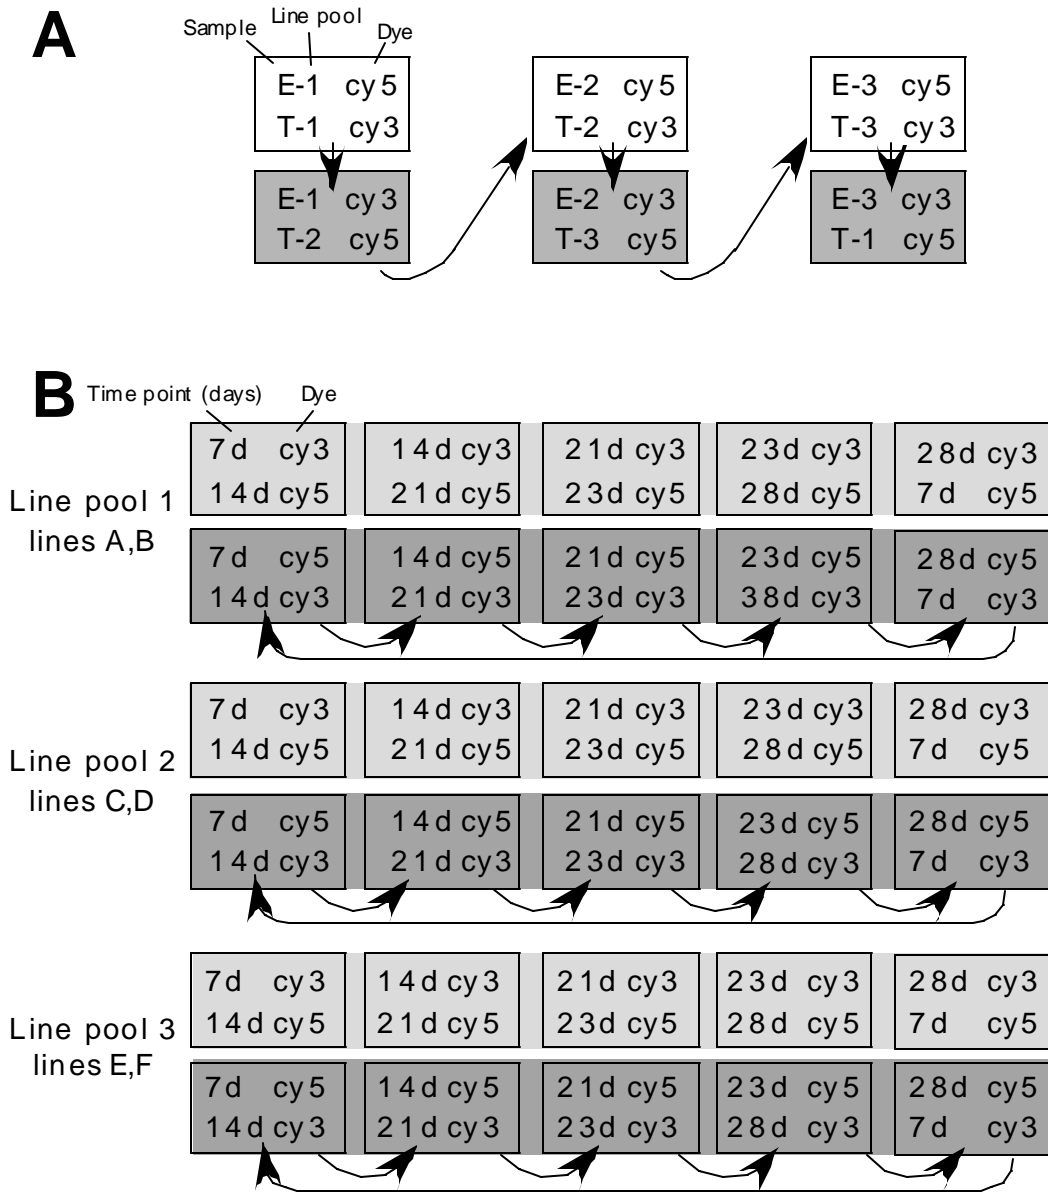 A
Sample Line pool Dye
E-1 cy5
T-1 cy3
E-2 cy5
T-2 cy3
E-3 cy5
T-3 cy3
E-1 cy3
T-2 cy5
E-2 cy3
T-3 cy5
E-3 cy3
T-1 cy5
B
Time point (days) Dye
Line pool 1
lines A,B
7d cy3
14d cy5
14d cy3
21d cy5
21d cy3
23d cy5
23d cy3
28d cy5
28d cy3
7d cy5
7d cy5
14d cy3
14d cy5
21d cy3
21d cy5
23d cy3
23d cy5
38d cy3
28d cy5
7d cy3
Line pool 2
lines C,D
7d cy3
14d cy5
14d cy3
21d cy5
21d cy3
23d cy5
23d cy3
28d cy5
28d cy3
7d cy5
7d cy5
14d cy3
14d cy5
21d cy3
21d cy5
23d cy3
23d cy5
28d cy3
28d cy5
7d cy3
Line pool 3
lines E,F
7d cy3
14d cy5
14d cy3
21d cy5
21d cy3
23d cy5
23d cy3
28d cy5
28d cy3
7d cy5
7d cy5
14d cy3
14d cy5
21d cy3
21d cy5
23d cy3
23d cy5
28d cy3
28d cy5
7d cy3